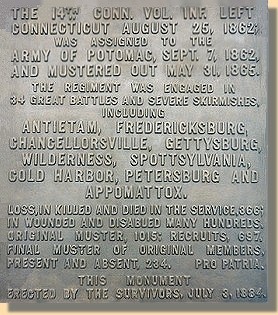 THE 14TH CONN. VOL. INF. LEFT
CONNECTICUT AUGUST 25, 1862,
WAS ASSIGNED TO THE
ARMY OF POTOMAC, SEPT. 7, 1862,
AND MUSTERED OUT MAY 31, 1865.
THE REGIMENT WAS ENGAGED IN
34 GREAT BATTLES AND SEVERE SKIRMISHES,
INCLUDING
ANTIETAM, FREDERICKSBURG,
CHANCELLORSVILLE, GETTYSBURG,
WILDERNESS, SPOTTSYLVANIA,
COLD HARBOR, PETERSBURG AND
APPOMATTOX.
LOSS, IN KILLED AND DIED IN THE SERVICE, 366
IN WOUNDED AND DISABLED MANY HUNDREDS.
ORIGINAL MUSTER, 1015; RECRUITS, 697.
FINAL MUSTER OF ORIGINAL MEMBERS,
PRESENT AND ABSENT, 234. PRO PATRIA.
THIS MONUMENT
ERECTED BY THE SURVIVORS, JULY 3, 1884.